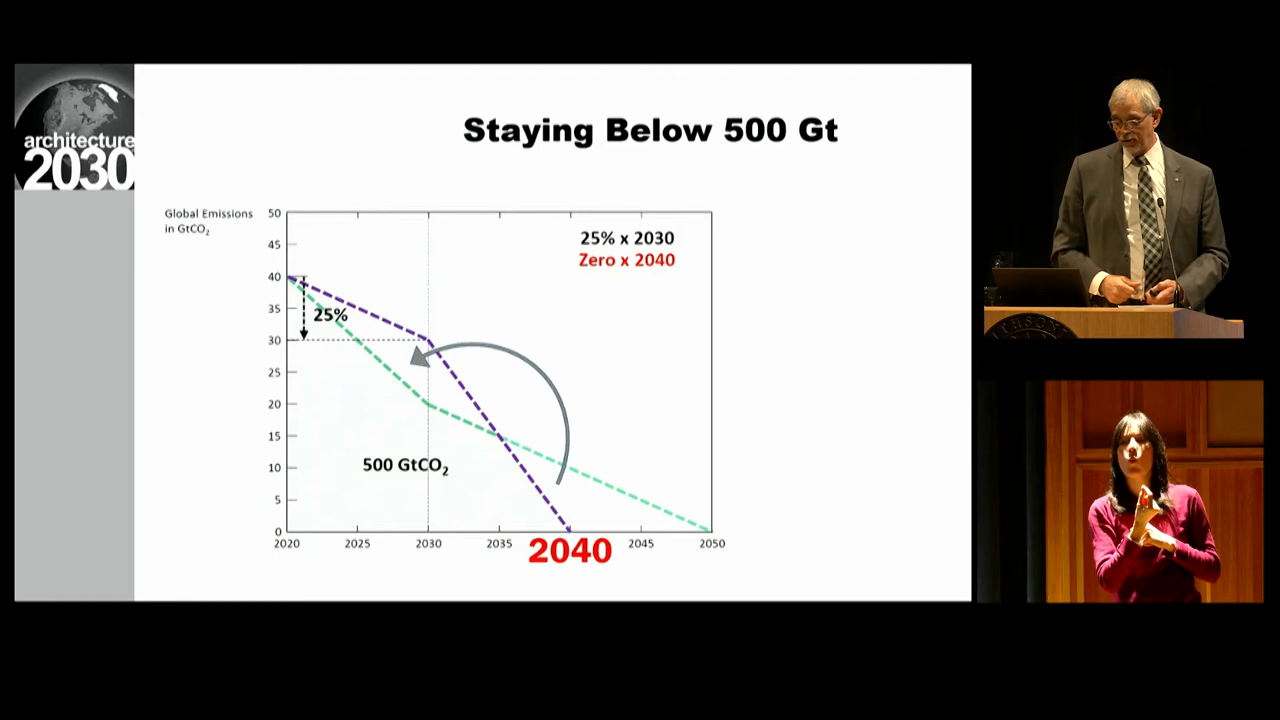 architecture
2030
Staying Below 500 Gt
Global Emissions
in GtCO₂
50
45
40
35
30
25
20
15
10
5
0
25% x 2030
Zero x 2040
25%
500 GtCO₂
2020
2025
2030
2035
2040
2045
2050